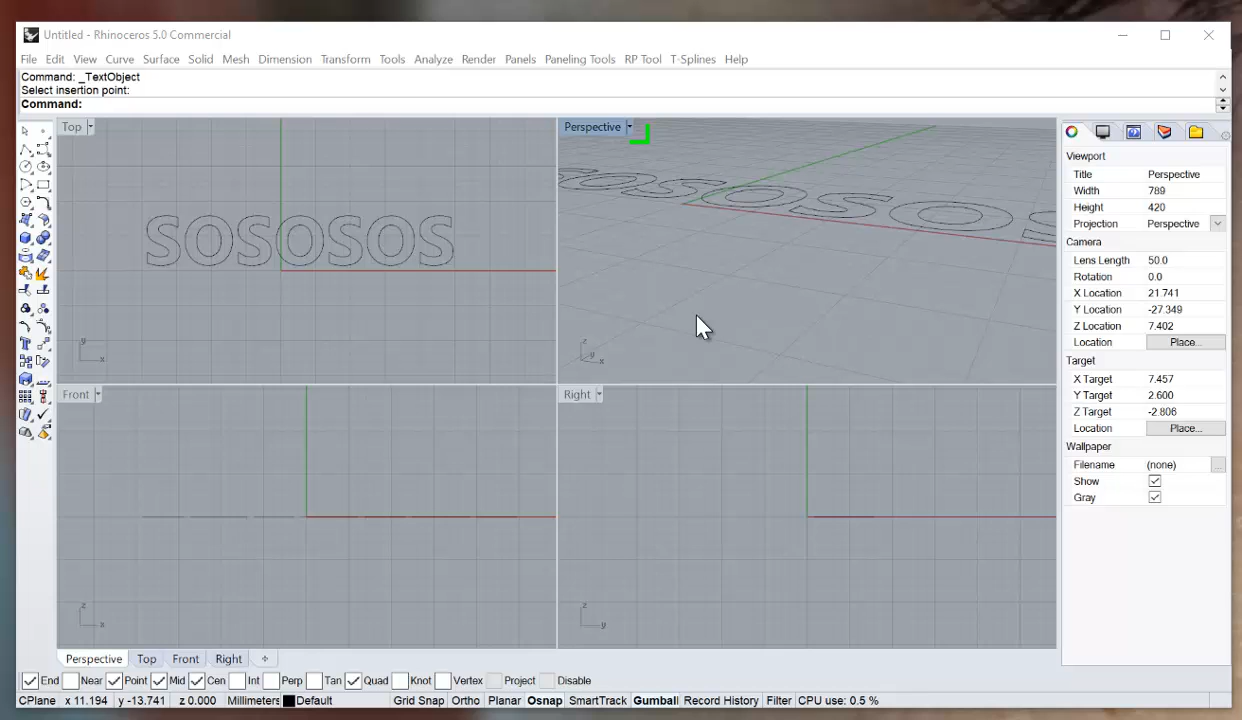 Untitled - Rhinoceros 5.0 Commercial
File Edit View Curve Surface Solid Mesh Dimension Transform Tools Analyze Render Panels Paneling Tools RP Tool T-Splines Help
Command: _TextObject
Select insertion point:
Command:
Top
Perspective
SOSOSOS
SOSOSOS
y
x
z
y
x
Front
Right
z
x
z
y
Viewport
Title Perspective
Width 789
Height 420
Projection Perspective
Camera
Lens Length 50.0
Rotation 0.0
X Location 21.741
Y Location -27.349
Z Location 7.402
Location Place...
Target
X Target 7.457
Y Target 2.600
Z Target -2.806
Location Place...
Wallpaper
Filename (none) ...
Show
Gray
Perspective Top Front Right
End Near Point Mid Cen Int Perp Tan Quad Knot Vertex Project Disable
CPlane x 11.194 y -13.741 z 0.000 Millimeters Default Grid Snap Ortho Planar Osnap SmartTrack Gumball Record History Filter CPU use: 0.5 %